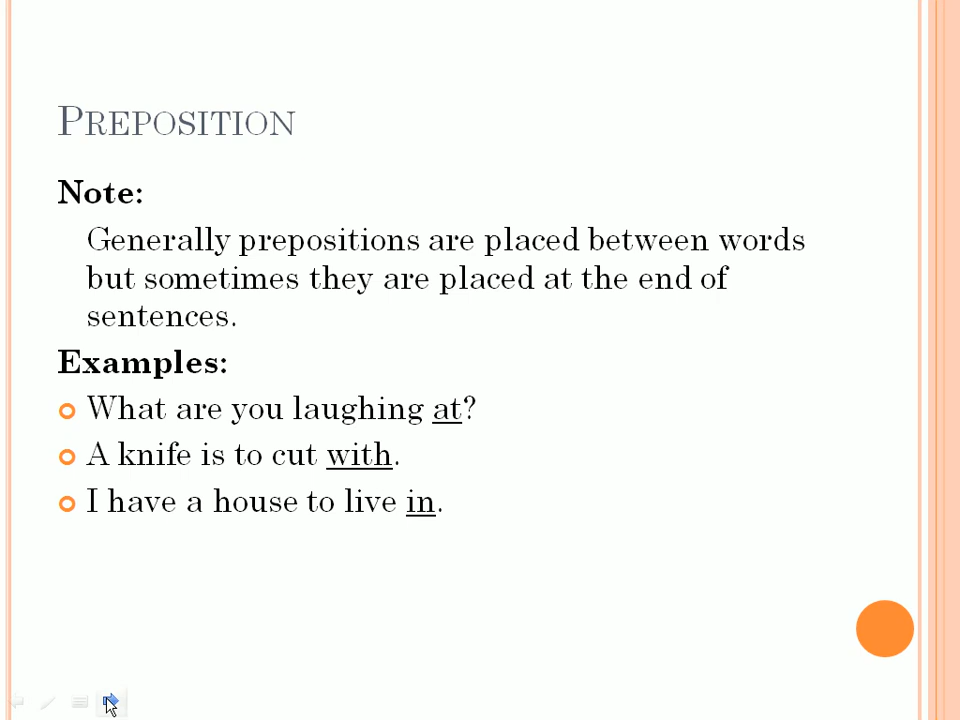 PREPOSITION
Note:
Generally prepositions are placed between words
but sometimes they are placed at the end of
sentences.
Examples:
What are you laughing at?
A knife is to cut with.
I have a house to live in.